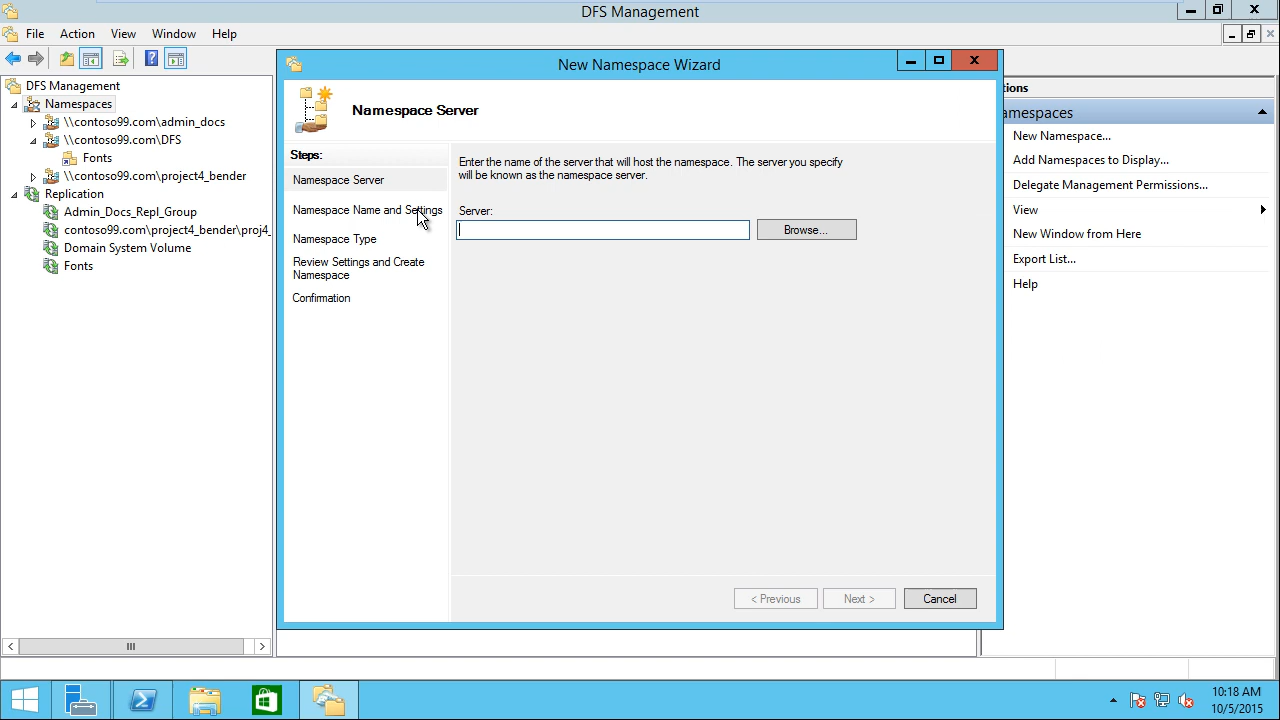 DFS Management
File Action View Window Help
DFS Management
Namespaces
\\contoso99.com\admin_docs
\\contoso99.com\DFS
Fonts
\\contoso99.com\project4_bender
Replication
Admin_Docs_Repl_Group
contoso99.com\project4_bender\proj4_
Domain System Volume
Fonts
New Namespace Wizard
Namespace Server
Steps:
Namespace Server
Namespace Name and Settings
Namespace Type
Review Settings and Create
Namespace
Confirmation
Enter the name of the server that will host the namespace. The server you specify
will be known as the namespace server.
Server:
Browse...
< Previous
Next >
Cancel
ions
amespaces
New Namespace...
Add Namespaces to Display...
Delegate Management Permissions...
View
New Window from Here
Export List...
Help
10:18 AM
10/5/2015